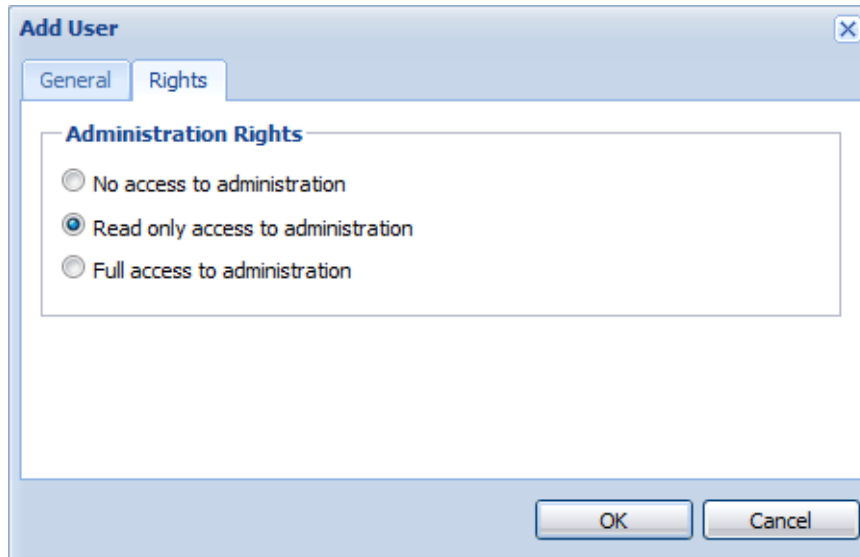 Add User
General Rights
Administration Rights
No access to administration
Read only access to administration
Full access to administration
OK Cancel